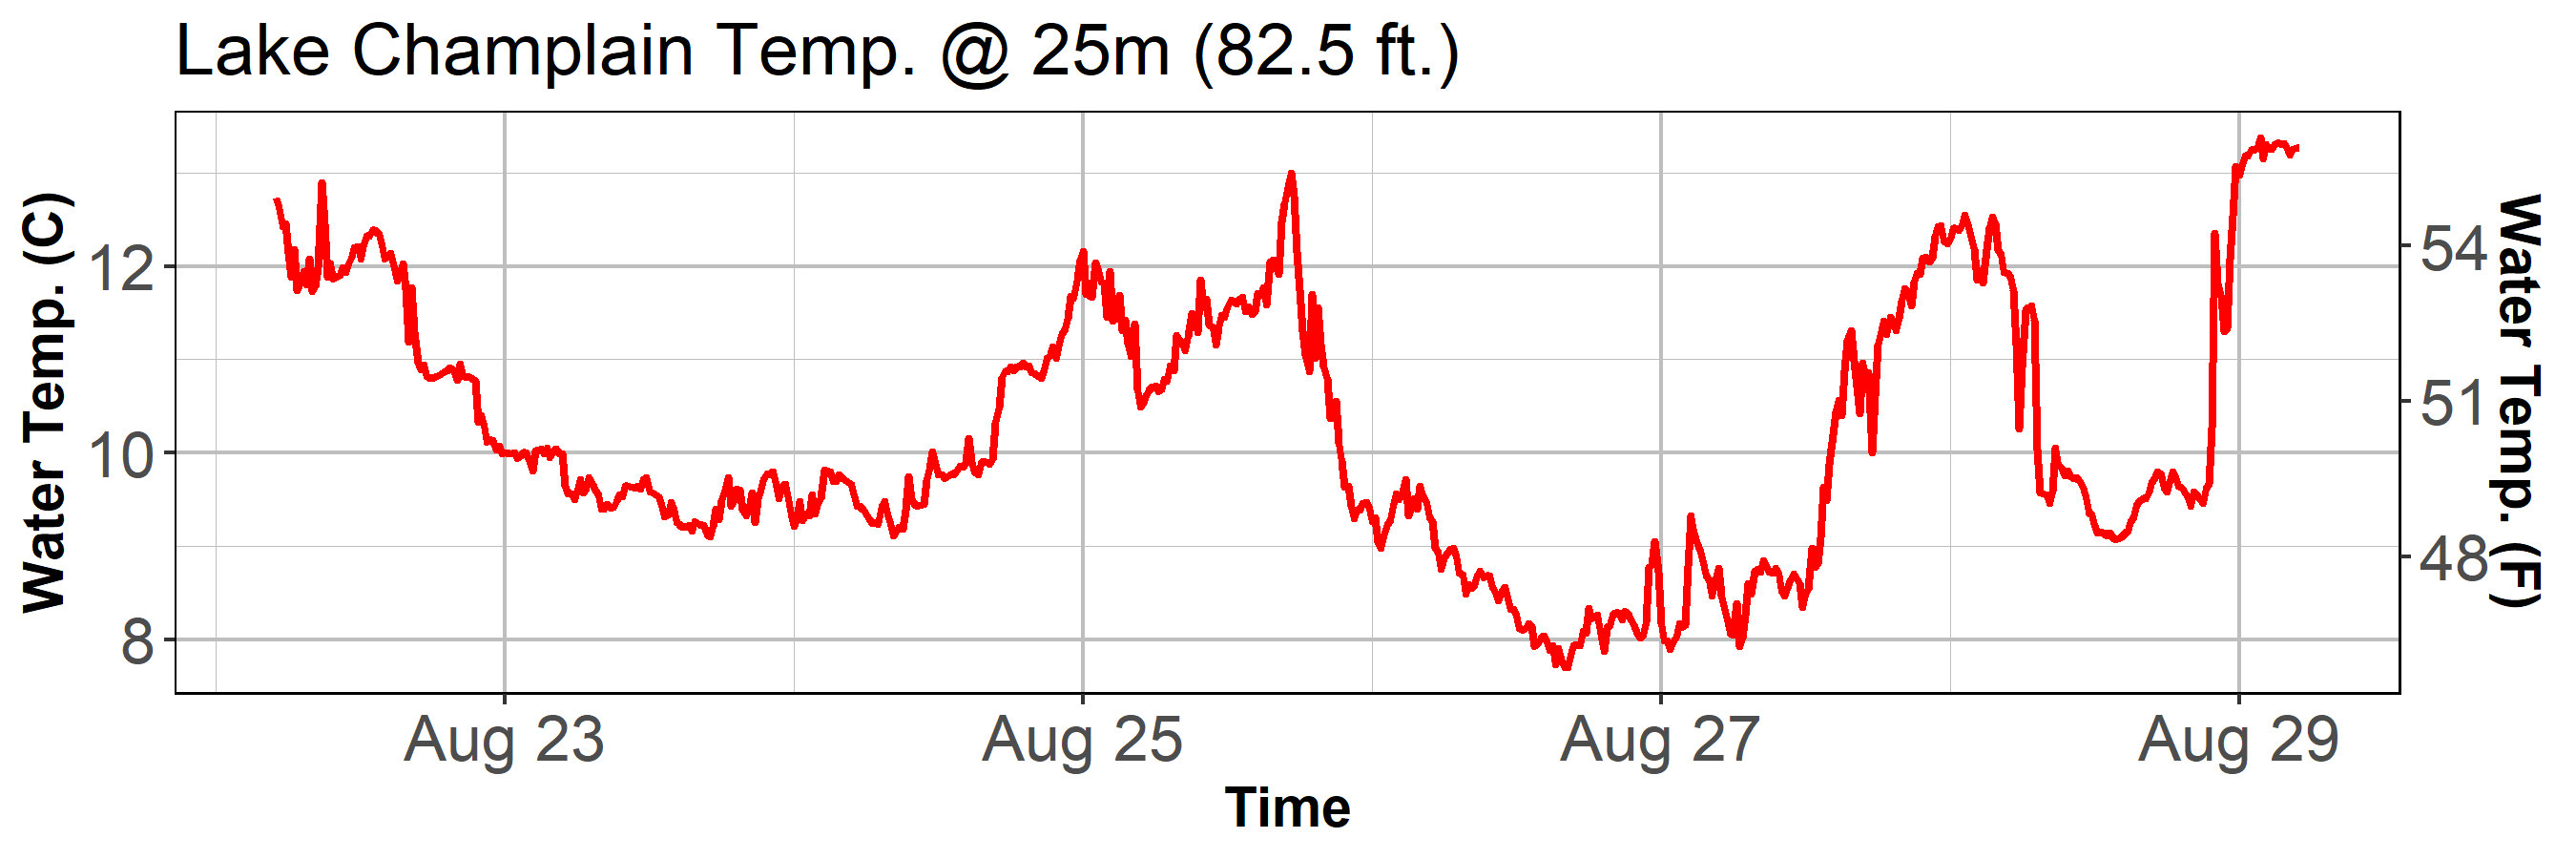 Lake Champlain Temp. @ 25m (82.5 ft.)
Water Temp. (C)
12
10
8
54
51
48
Water Temp. (F)
Aug 23 Aug 25 Aug 27 Aug 29
Time